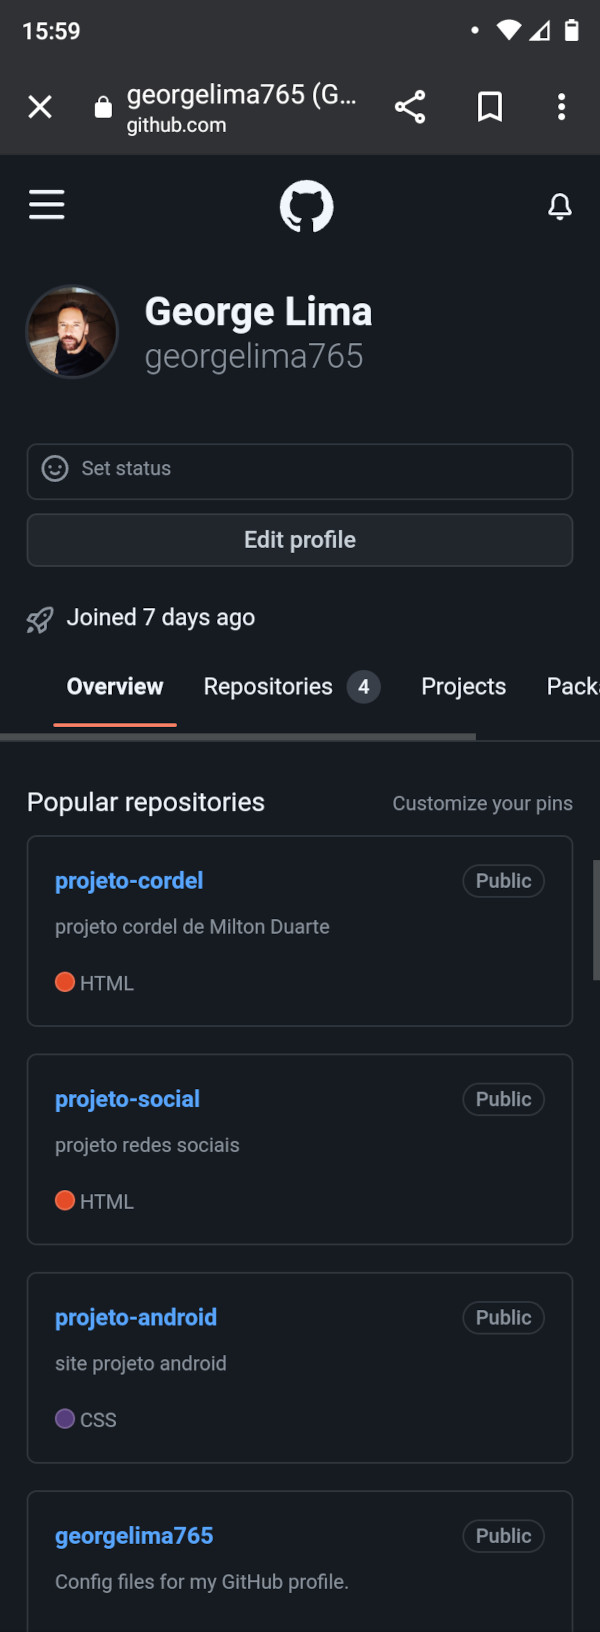 15:59
georgelima765 (G...
github.com
George Lima
georgelima765
Set status
Edit profile
Joined 7 days ago
Overview Repositories 4 Projects Pack
Popular repositories Customize your pins
projeto-cordel Public
projeto cordel de Milton Duarte
HTML
projeto-social Public
projeto redes sociais
HTML
projeto-android Public
site projeto android
CSS
georgelima765 Public
Config files for my GitHub profile.